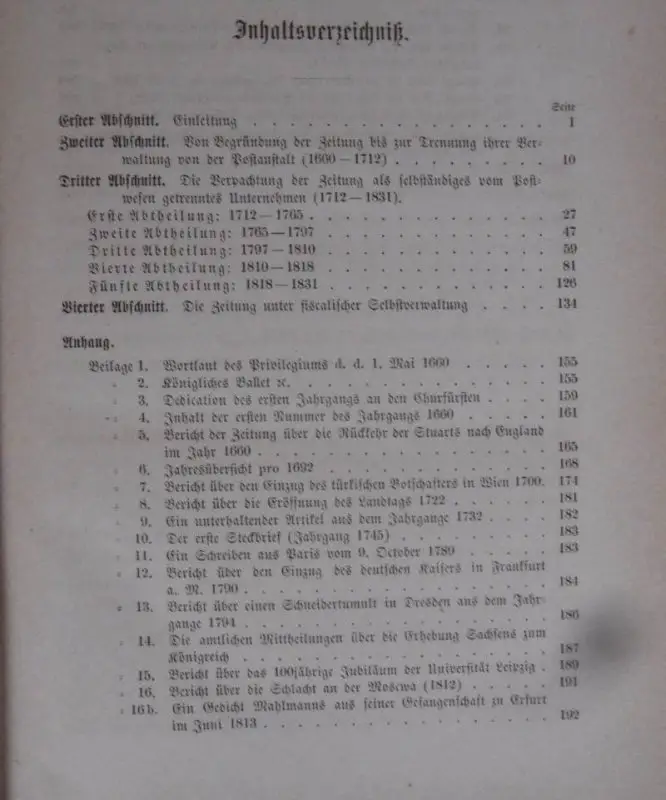 Inhaltsverzeichniß.
Seite
Erster Abschnitt. Einleitung . . . . . . . . . . . . . . . . 1
Zweiter Abschnitt. Von Begründung der Zeitung bis zur Trennung ihrer Ver-
waltung von der Postanstalt (1660—1712) . . . . . . . . . 10
Dritter Abschnitt. Die Verpachtung der Zeitung als selbständiges vom Post-
wesen getrenntes Unternehmen (1712—1831).
Erste Abtheilung: 1712—1765 . . . . . . . . . . . . . 27
Zweite Abtheilung: 1765—1797 . . . . . . . . . . . . 47
Dritte Abtheilung: 1797—1810 . . . . . . . . . . . . 59
Vierte Abtheilung: 1810—1818 . . . . . . . . . . . . 81
Fünfte Abtheilung: 1818—1831 . . . . . . . . . . . . 126
Vierter Abschnitt. Die Zeitung unter fiscalischer Selbstverwaltung . . . . 134
Anhang.
Beilage 1. Wortlaut des Privilegiums d. d. 1. Mai 1660 . . . . . 155
„ 2. Königliches Ballet ꝛc. . . . . . . . . . . . . . 155
„ 3. Dedication des ersten Jahrgangs an den Churfürsten . . . . 159
„ 4. Inhalt der ersten Nummer des Jahrgangs 1660 . . . . . 161
„ 5. Bericht der Zeitung über die Rückkehr der Stuarts nach England
im Jahr 1660 . . . . . . . . . . . . . . . 165
„ 6. Jahresübersicht pro 1692 . . . . . . . . . . . . 168
„ 7. Bericht über den Einzug des türkischen Botschafters in Wien 1700. 174
„ 8. Bericht über die Eröffnung des Landtags 1722 . . . . . . 181
„ 9. Ein unterhaltender Artikel aus dem Jahrgange 1732 . . . . 182
„ 10. Der erste Steckbrief (Jahrgang 1745) . . . . . . . . 183
„ 11. Ein Schreiben aus Paris vom 9. October 1789 . . . . . 183
„ 12. Bericht über den Einzug des deutschen Kaisers in Frankfurt
a. M. 1790 . . . . . . . . . . . . . . . 184
„ 13. Bericht über einen Schneidertumult in Dresden aus dem Jahr-
gange 1794 . . . . . . . . . . . . . . . 186
„ 14. Die amtlichen Mittheilungen über die Erhebung Sachsens zum
Königreich . . . . . . . . . . . . . . . 187
„ 15. Bericht über das 100jährige Jubiläum der Universität Leipzig . 189
„ 16. Bericht über die Schlacht an der Moscwa (1812) . . . . . 191
„ 16b. Ein Gedicht Mahlmanns aus seiner Gefangenschaft zu Erfurt
im Juni 1813 . . . . . . . . . . . . . . 192